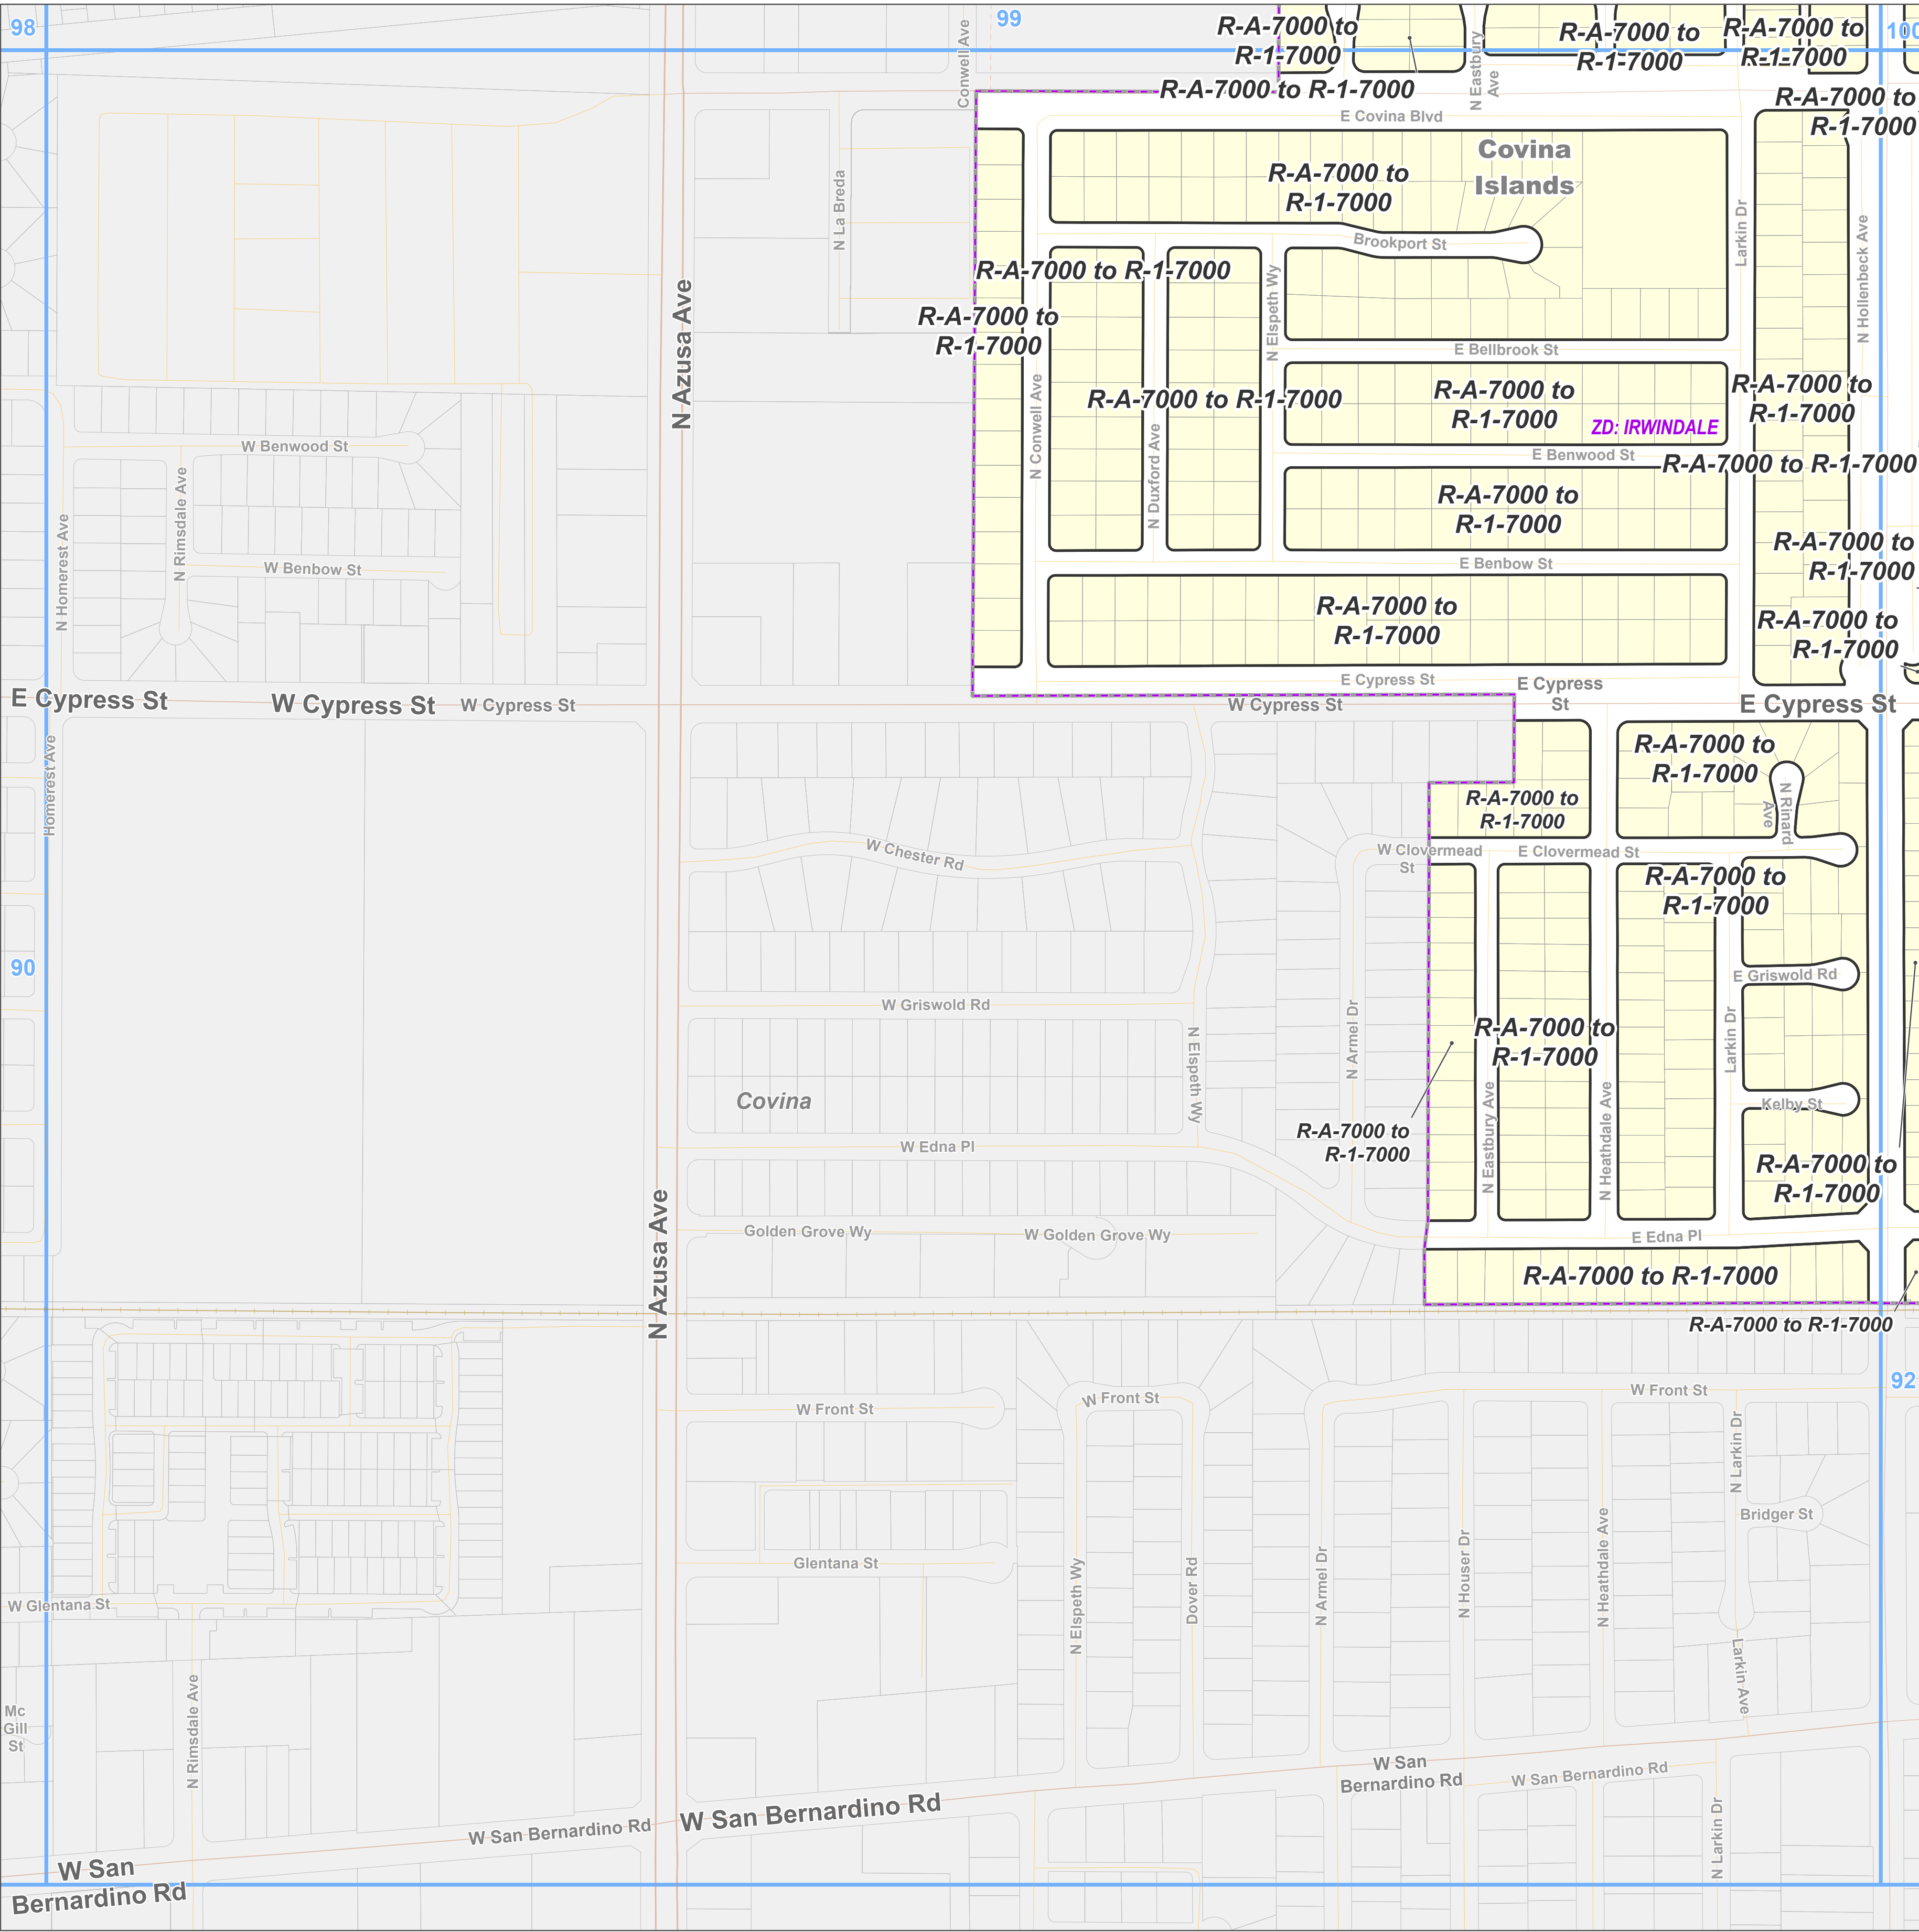 98
99
100
Conwell Ave
R-A-7000 to
R-1-7000
N Eastbury
Ave
R-A-7000 to
R-1-7000
R-A-7000 to
R-1-7000
R-A-7000 to R-1-7000
R-A-7000 to
R-1-7000
E Covina Blvd
Covina
Islands
R-A-7000 to
R-1-7000
N La Breda
Larkin Dr
N Hollenbeck Ave
Brookport St
R-A-7000 to R-1-7000
N Elspeth Wy
R-A-7000 to
R-1-7000
N Azusa Ave
E Bellbrook St
R-A-7000 to
R-1-7000
R-A-7000 to
R-1-7000
R-A-7000 to R-1-7000
N Conwell Ave
N Duxford Ave
ZD: IRWINDALE
W Benwood St
E Benwood St
R-A-7000 to R-1-7000
R-A-7000 to
R-1-7000
N Rimsdale Ave
N Homerest Ave
W Benbow St
E Benbow St
R-A-7000 to
R-1-7000
R-A-7000 to
R-1-7000
R-A-7000 to
R-1-7000
E Cypress St
E Cypress
St
E Cypress St
W Cypress St
W Cypress St
W Cypress St
E Cypress St
Homerest Ave
R-A-7000 to
R-1-7000
N Rinard
Ave
R-A-7000 to
R-1-7000
W Chester Rd
W Clovermead
St
E Clovermead St
R-A-7000 to
R-1-7000
90
E Griswold Rd
W Griswold Rd
N Elspeth Wy
N Armel Dr
R-A-7000 to
R-1-7000
Larkin Dr
Covina
Kelby St
N Eastbury Ave
N Heathdale Ave
R-A-7000 to
R-1-7000
W Edna Pl
R-A-7000 to
R-1-7000
Golden Grove Wy
W Golden Grove Wy
E Edna Pl
N Azusa Ave
R-A-7000 to R-1-7000
R-A-7000 to R-1-7000
92
W Front St
W Front St
W Front St
N Larkin Dr
Bridger St
Glentana St
W Glentana St
N Elspeth Wy
Dover Rd
N Armel Dr
N Houser Dr
N Heathdale Ave
Larkin Ave
Mc
Gill
St
N Rimsdale Ave
W San
Bernardino Rd
W San Bernardino Rd
W San Bernardino Rd
W San Bernardino Rd
N Larkin Dr
W San
Bernardino Rd